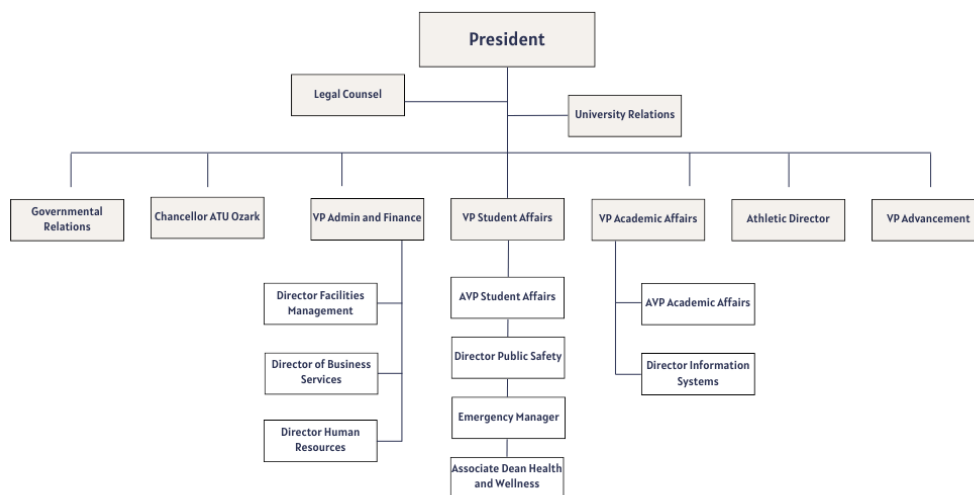 President
Legal Counsel
University Relations
Governmental
Relations
Chancellor ATU Ozark
VP Admin and Finance
VP Student Affairs
VP Academic Affairs
Athletic Director
VP Advancement
Director Facilities
Management
AVP Student Affairs
AVP Academic Affairs
Director of Business
Services
Director Public Safety
Director Information
Systems
Director Human
Resources
Emergency Manager
Associate Dean Health
and Wellness